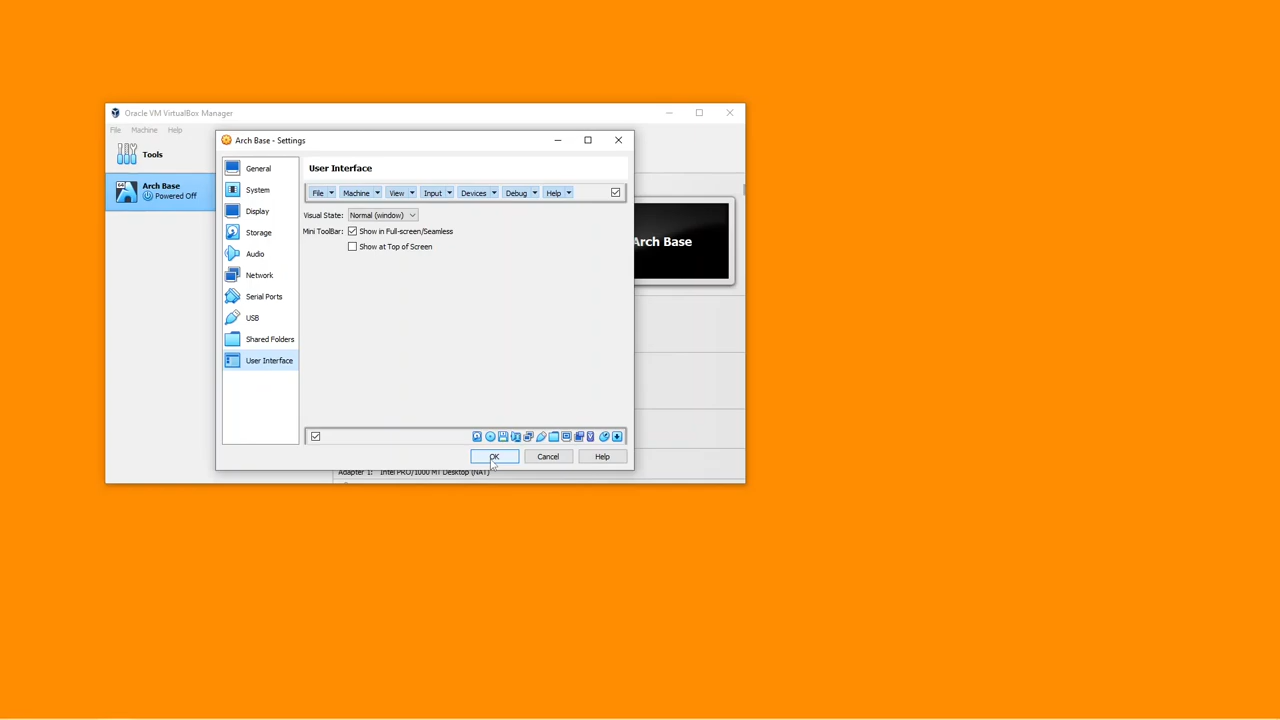 Oracle VM VirtualBox Manager
File Machine Help
Tools
64
Arch Base
Powered Off
Arch Base
Arch Base - Settings
General
System
Display
Storage
Audio
Network
Serial Ports
USB
Shared Folders
User Interface
User Interface
File Machine View Input Devices Debug Help
Visual State: Normal (window)
Mini ToolBar: Show in Full-screen/Seamless
Show at Top of Screen
OK Cancel Help
Adapter 1: Intel PRO/1000 MT Desktop (NAT)